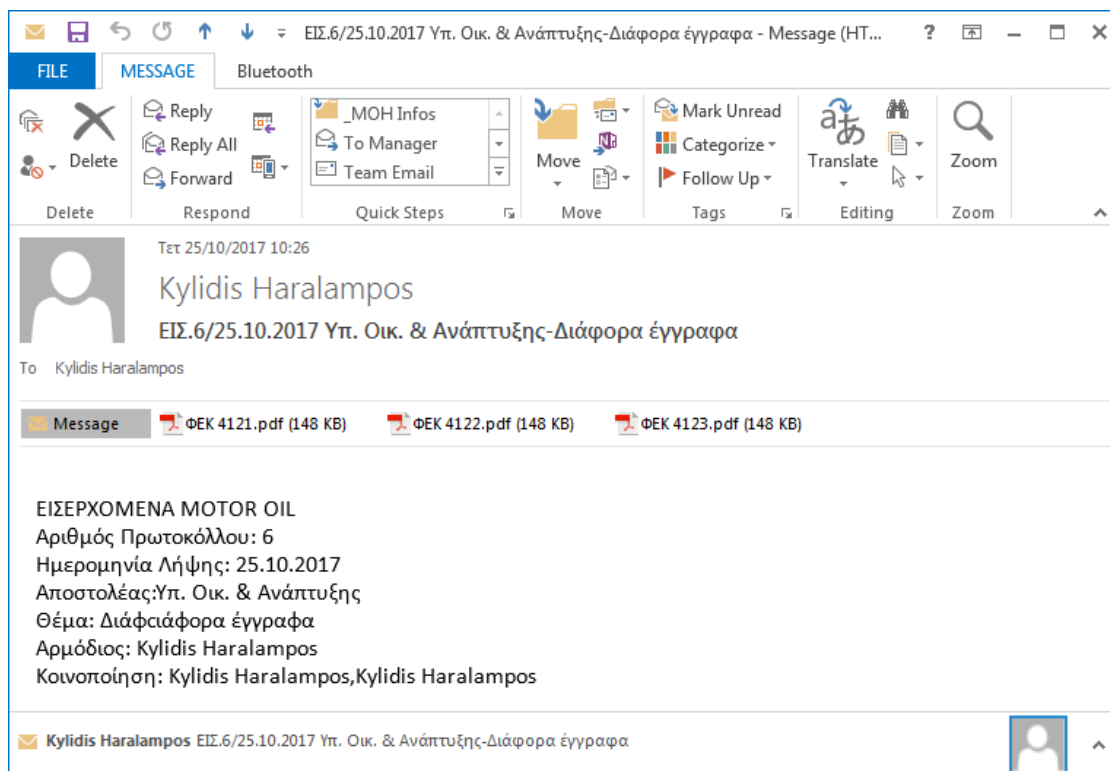 ΕΙΣ.6/25.10.2017 Υπ. Οικ. & Ανάπτυξης-Διάφορα έγγραφα - Message (HT...
FILE MESSAGE Bluetooth
Delete
Reply
Reply All
Forward
_MOH Infos
To Manager
Team Email
Move
Mark Unread
Categorize
Follow Up
Translate
Zoom
Delete Respond Quick Steps Move Tags Editing Zoom
Τετ 25/10/2017 10:26
Kylidis Haralampos
ΕΙΣ.6/25.10.2017 Υπ. Οικ. & Ανάπτυξης-Διάφορα έγγραφα
To Kylidis Haralampos
Message ΦΕΚ 4121.pdf (148 KB) ΦΕΚ 4122.pdf (148 KB) ΦΕΚ 4123.pdf (148 KB)
ΕΙΣΕΡΧΟΜΕΝΑ MOTOR OIL
Αριθμός Πρωτοκόλλου: 6
Ημερομηνία Λήψης: 25.10.2017
Αποστολέας:Υπ. Οικ. & Ανάπτυξης
Θέμα: Διάφσιάφορα έγγραφα
Αρμόδιος: Kylidis Haralampos
Κοινοποίηση: Kylidis Haralampos,Kylidis Haralampos
Kylidis Haralampos ΕΙΣ.6/25.10.2017 Υπ. Οικ. & Ανάπτυξης-Διάφορα έγγραφα